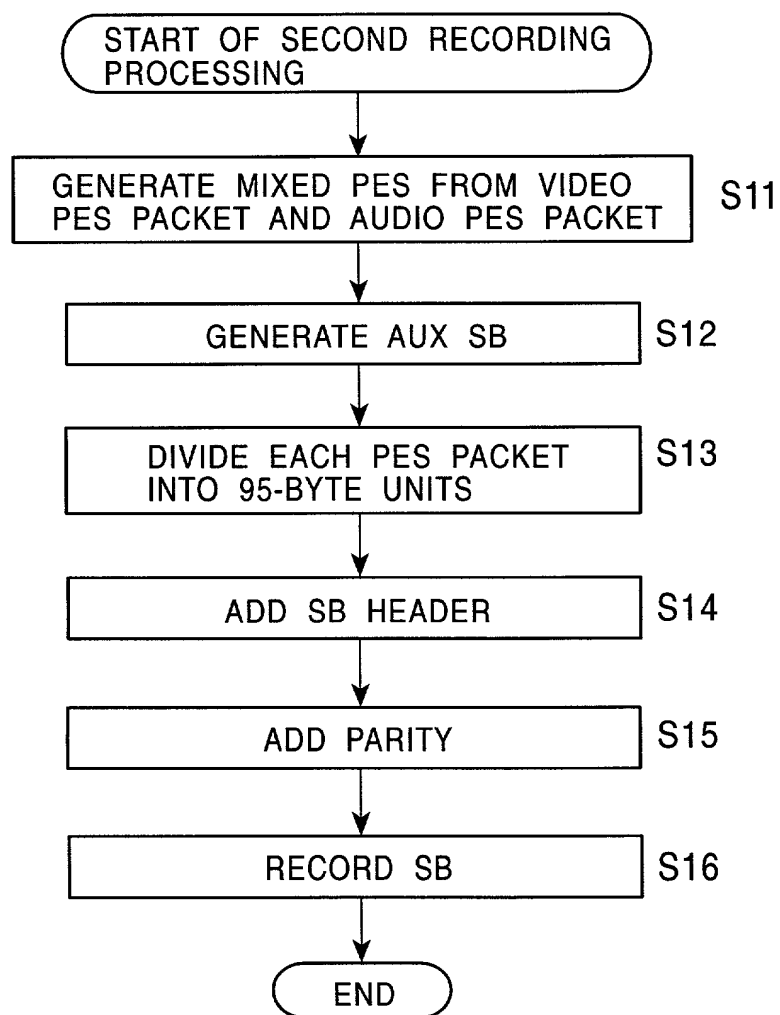 START OF SECOND RECORDING
PROCESSING
GENERATE MIXED PES FROM VIDEO
PES PACKET AND AUDIO PES PACKET
S11
GENERATE AUX SB
S12
DIVIDE EACH PES PACKET
INTO 95-BYTE UNITS
S13
ADD SB HEADER
S14
ADD PARITY
S15
RECORD SB
S16
END